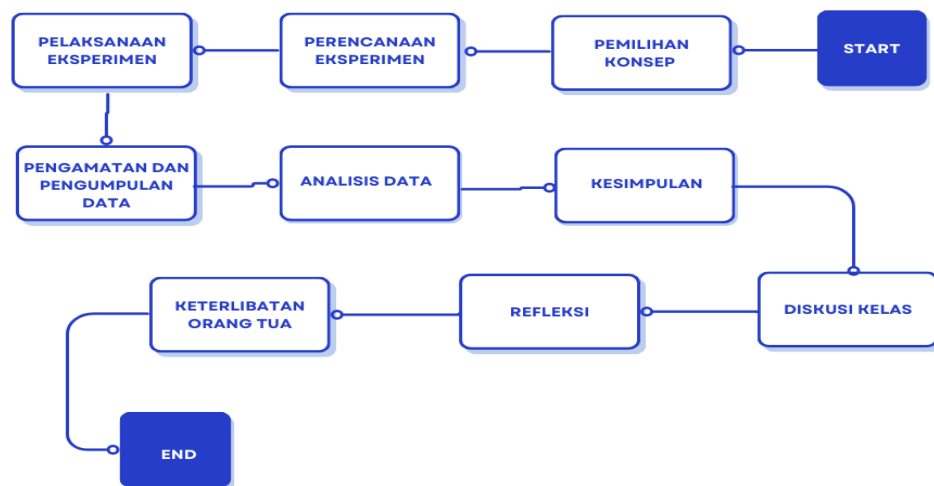 START
PEMILIHAN
KONSEP
PERENCANAAN
EKSPERIMEN
PELAKSANAAN
EKSPERIMEN
PENGAMATAN DAN
PENGUMPULAN
DATA
ANALISIS DATA
KESIMPULAN
DISKUSI KELAS
REFLEKSI
KETERLIBATAN
ORANG TUA
END